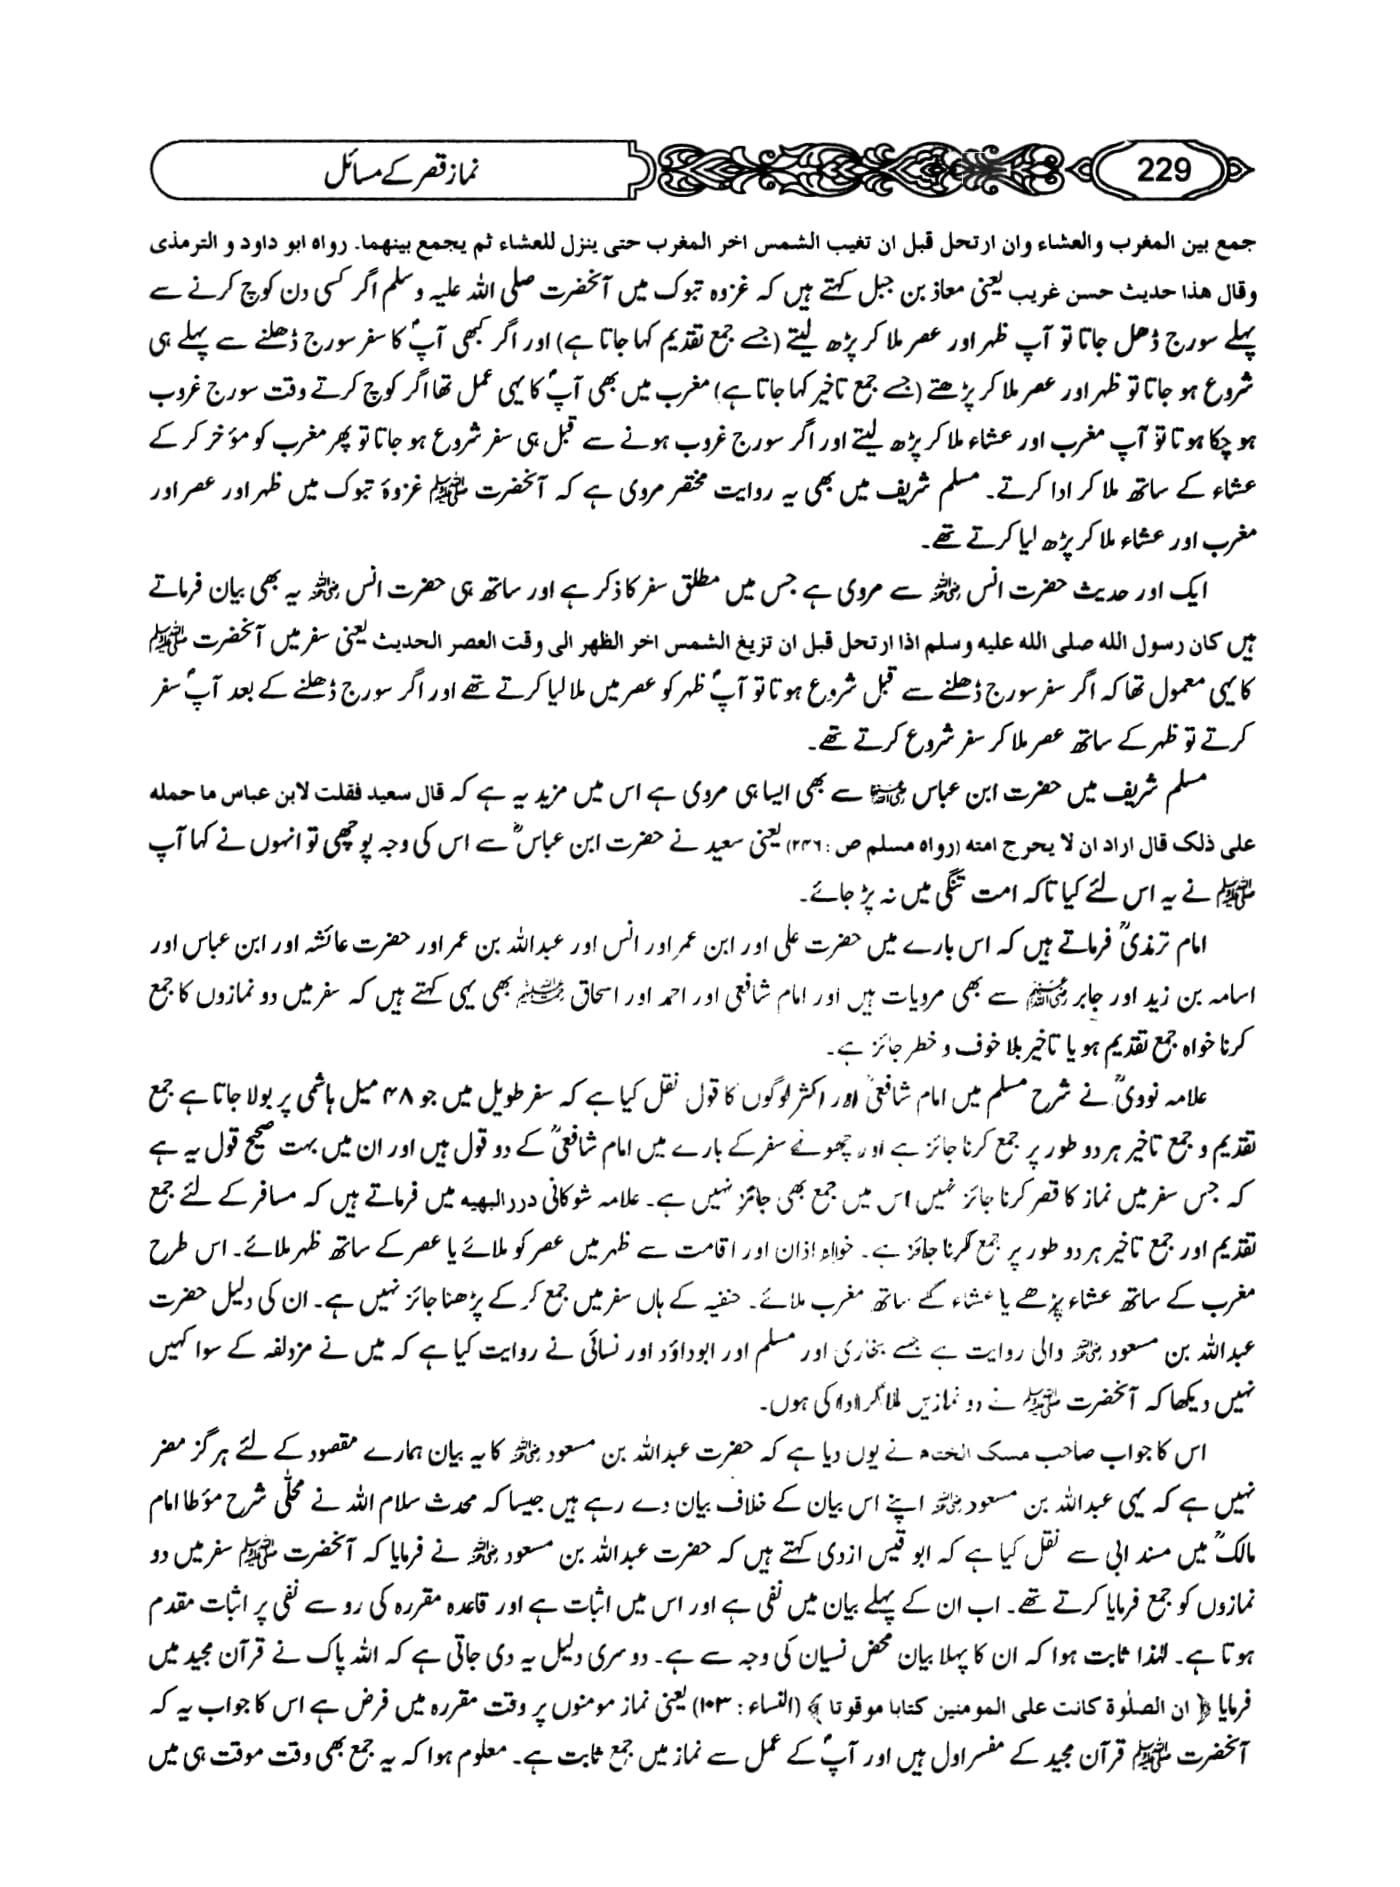 229
نماز قصر کے مسائل
جمع بین المغرب والعشاء وان ارتحل قبل ان تغیب الشمس اخر المغرب حتی ینزل للعشاء ثم یجمع بینھما۔ رواہ ابو داود و الترمذی
وقال ھذا حدیث حسن غریب یعنی معاذ بن جبل کہتے ہیں کہ غزوہ تبوک میں آنحضرت صلی اللہ علیہ وسلم اگر کسی دن کوچ کرنے سے
پہلے سورج ڈھل جاتا تو آپ ظہر اور عصر ملا کر پڑھ لیتے (جسے جمع تقدیم کہا جاتا ہے) اور اگر کبھی آپؐ کا سفر سورج ڈھلنے سے پہلے ہی
شروع ہو جاتا تو ظہر اور عصر ملا کر پڑھتے (جسے جمع تاخیر کہا جاتا ہے) مغرب میں بھی آپؐ کا یہی عمل تھا اگر کوچ کرتے وقت سورج غروب
ہو چکا ہوتا تو آپ مغرب اور عشاء ملا کر پڑھ لیتے اور اگر سورج غروب ہونے سے قبل ہی سفر شروع ہو جاتا تو پھر مغرب کو مؤخر کر کے
عشاء کے ساتھ ملا کر ادا کرتے۔ مسلم شریف میں بھی یہ روایت مختصر مروی ہے کہ آنحضرت ﷺ غزوۂ تبوک میں ظہر اور عصر اور
مغرب اور عشاء ملا کر پڑھ لیا کرتے تھے۔
ایک اور حدیث حضرت انس رضی اللہ عنہ سے مروی ہے جس میں مطلق سفر کا ذکر ہے اور ساتھ ہی حضرت انس رضی اللہ عنہ یہ بھی بیان فرماتے
ہیں کان رسول اللہ صلی اللہ علیہ وسلم اذا ارتحل قبل ان تزیغ الشمس اخر الظھر الی وقت العصر الحدیث یعنی سفر میں آنحضرت ﷺ
کا یہی معمول تھا کہ اگر سفر سورج ڈھلنے سے قبل شروع ہوتا تو آپؐ ظہر کو عصر میں ملا لیا کرتے تھے اور اگر سورج ڈھلنے کے بعد آپؐ سفر
کرتے تو ظہر کے ساتھ عصر ملا کر سفر شروع کرتے تھے۔
مسلم شریف میں حضرت ابن عباس رضی اللہ عنہما سے بھی ایسا ہی مروی ہے اس میں مزید یہ ہے کہ قال سعید فقلت لابن عباس ما حملہ
علی ذلک قال اراد ان لا یحرج امتہ (رواہ مسلم ص : ۲۴۶) یعنی سعید نے حضرت ابن عباسؓ سے اس کی وجہ پوچھی تو انہوں نے کہا آپ
ﷺ نے یہ اس لئے کیا تاکہ امت تنگی میں نہ پڑ جائے۔
امام ترمذیؒ فرماتے ہیں کہ اس بارے میں حضرت علی اور ابن عمر اور انس اور عبداللہ بن عمر اور حضرت عائشہ اور ابن عباس اور
اسامہ بن زید اور جابر رضی اللہ عنہم سے بھی مرویات ہیں اور امام شافعی اور احمد اور اسحاق رحمہم اللہ بھی یہی کہتے ہیں کہ سفر میں دو نمازوں کا جمع
کرنا خواہ جمع تقدیم ہو یا تاخیر بلا خوف و خطر جائز ہے۔
علامہ نوویؒ نے شرح مسلم میں امام شافعیؒ اور اکثر لوگوں کا قول نقل کیا ہے کہ سفر طویل میں جو ۴۸ میل ہاشمی پر بولا جاتا ہے جمع
تقدیم و جمع تاخیر ہر دو طور پر جمع کرنا جائز ہے اور چھوٹے سفر کے بارے میں امام شافعیؒ کے دو قول ہیں اور ان میں بہت صحیح قول یہ ہے
کہ جس سفر میں نماز کا قصر کرنا جائز نہیں اس میں جمع بھی جائز نہیں ہے۔ علامہ شوکانی دررالبھیہ میں فرماتے ہیں کہ مسافر کے لئے جمع
تقدیم اور جمع تاخیر ہر دو طور پر جمع کرنا جائز ہے۔ خواہ اذان اور اقامت سے ظہر میں عصر کو ملائے یا عصر کے ساتھ ظہر ملائے۔ اس طرح
مغرب کے ساتھ عشاء پڑھے یا عشاء کے ساتھ مغرب ملائے۔ حنفیہ کے ہاں سفر میں جمع کر کے پڑھنا جائز نہیں ہے۔ ان کی دلیل حضرت
عبداللہ بن مسعود رضی اللہ عنہ والی روایت ہے جسے بخاری اور مسلم اور ابوداؤد اور نسائی نے روایت کیا ہے کہ میں نے مزدلفہ کے سوا کہیں
نہیں دیکھا کہ آنحضرت ﷺ نے دو نمازیں ملا کر ادا کی ہوں۔
اس کا جواب صاحب مسک الختام نے یوں دیا ہے کہ حضرت عبداللہ بن مسعود رضی اللہ عنہ کا یہ بیان ہمارے مقصود کے لئے ہرگز مضر
نہیں ہے کہ یہی عبداللہ بن مسعود رضی اللہ عنہ اپنے اس بیان کے خلاف بیان دے رہے ہیں جیسا کہ محدث سلام اللہ نے محلّٰی شرح مؤطا امام
مالکؒ میں مسند ابی سے نقل کیا ہے کہ ابو قیس ازدی کہتے ہیں کہ حضرت عبداللہ بن مسعود رضی اللہ عنہ نے فرمایا کہ آنحضرت ﷺ سفر میں دو
نمازوں کو جمع فرمایا کرتے تھے۔ اب ان کے پہلے بیان میں نفی ہے اور اس میں اثبات ہے اور قاعدہ مقررہ کی رو سے نفی پر اثبات مقدم
ہوتا ہے۔ لہٰذا ثابت ہوا کہ ان کا پہلا بیان محض نسیان کی وجہ سے ہے۔ دوسری دلیل یہ دی جاتی ہے کہ اللہ پاک نے قرآن مجید میں
فرمایا ﴿ ان الصلٰوۃ کانت علی المومنین کتابا موقوتا ﴾ (النساء : ۱۰۳) یعنی نماز مومنوں پر وقت مقررہ میں فرض ہے اس کا جواب یہ کہ
آنحضرت ﷺ قرآن مجید کے مفسر اول ہیں اور آپؐ کے عمل سے نماز میں جمع ثابت ہے۔ معلوم ہوا کہ یہ جمع بھی وقت موقت ہی میں